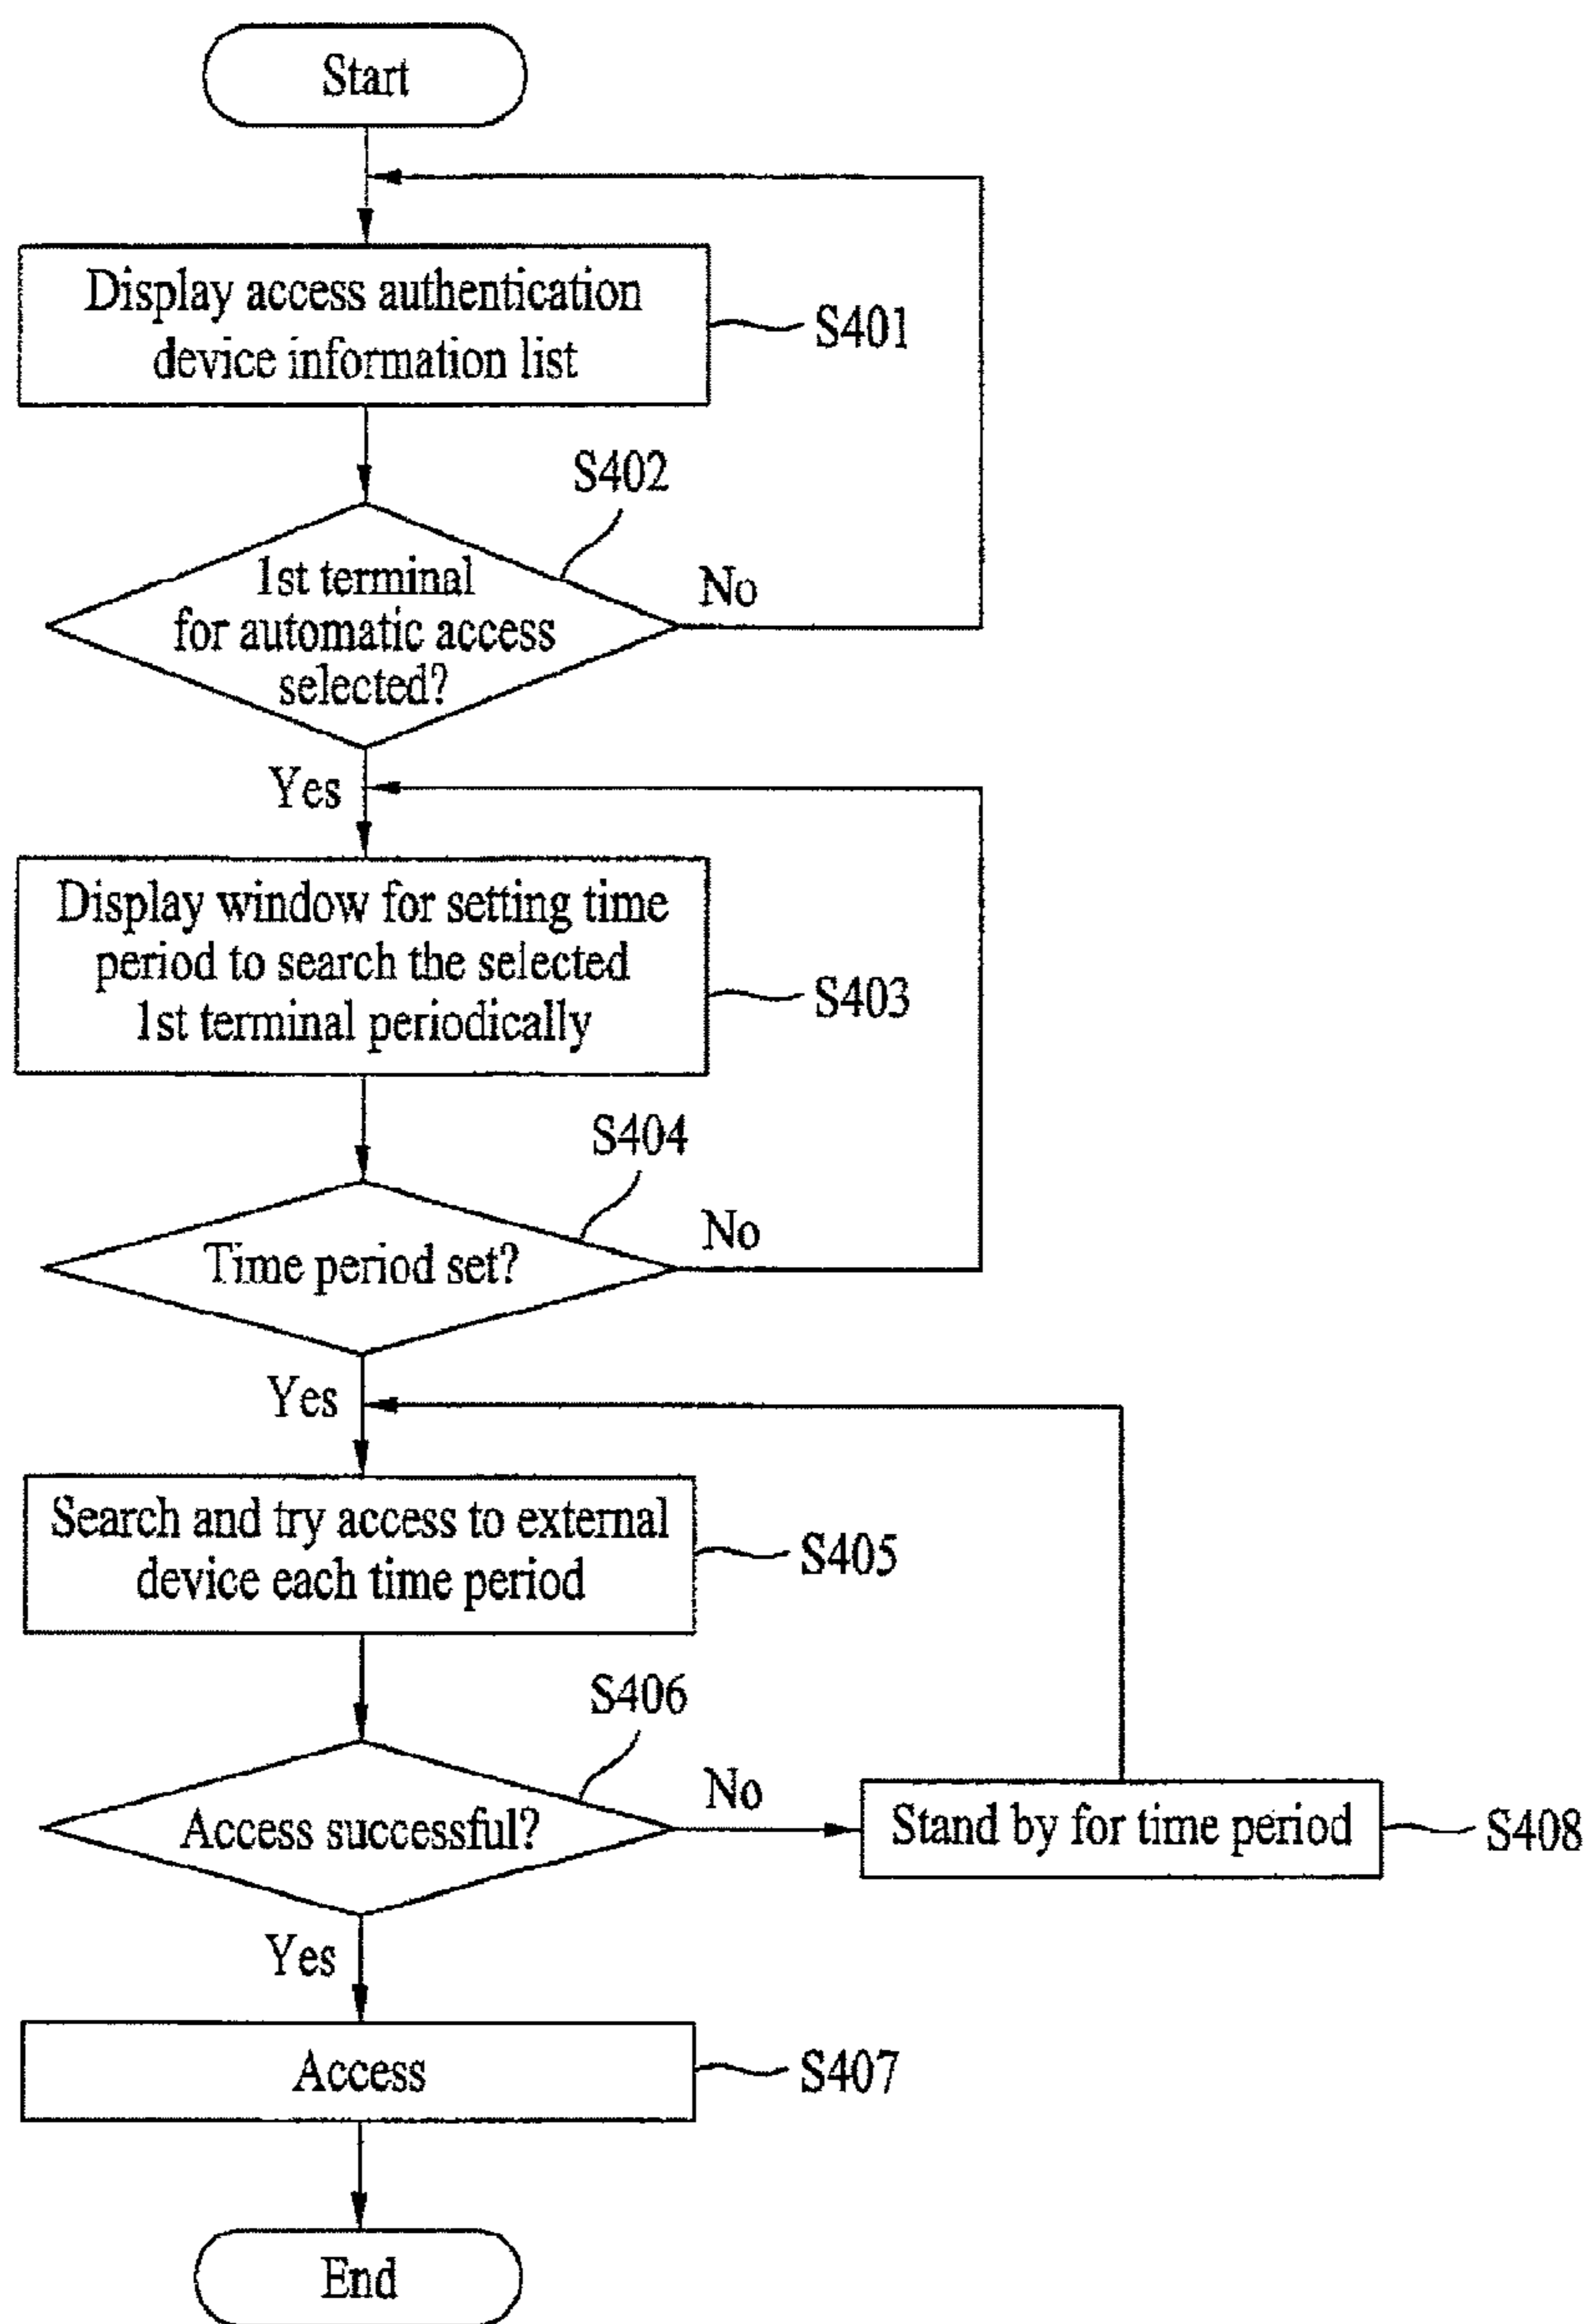 Start
Display access authentication
device information list
S401
S402
1st terminal
for automatic access
selected?
No
Yes
Display window for setting time
period to search the selected
1st terminal periodically
S403
S404
Time period set?
No
Yes
Search and try access to external
device each time period
S405
S406
Access successful?
No
Stand by for time period
S408
Yes
Access
S407
End